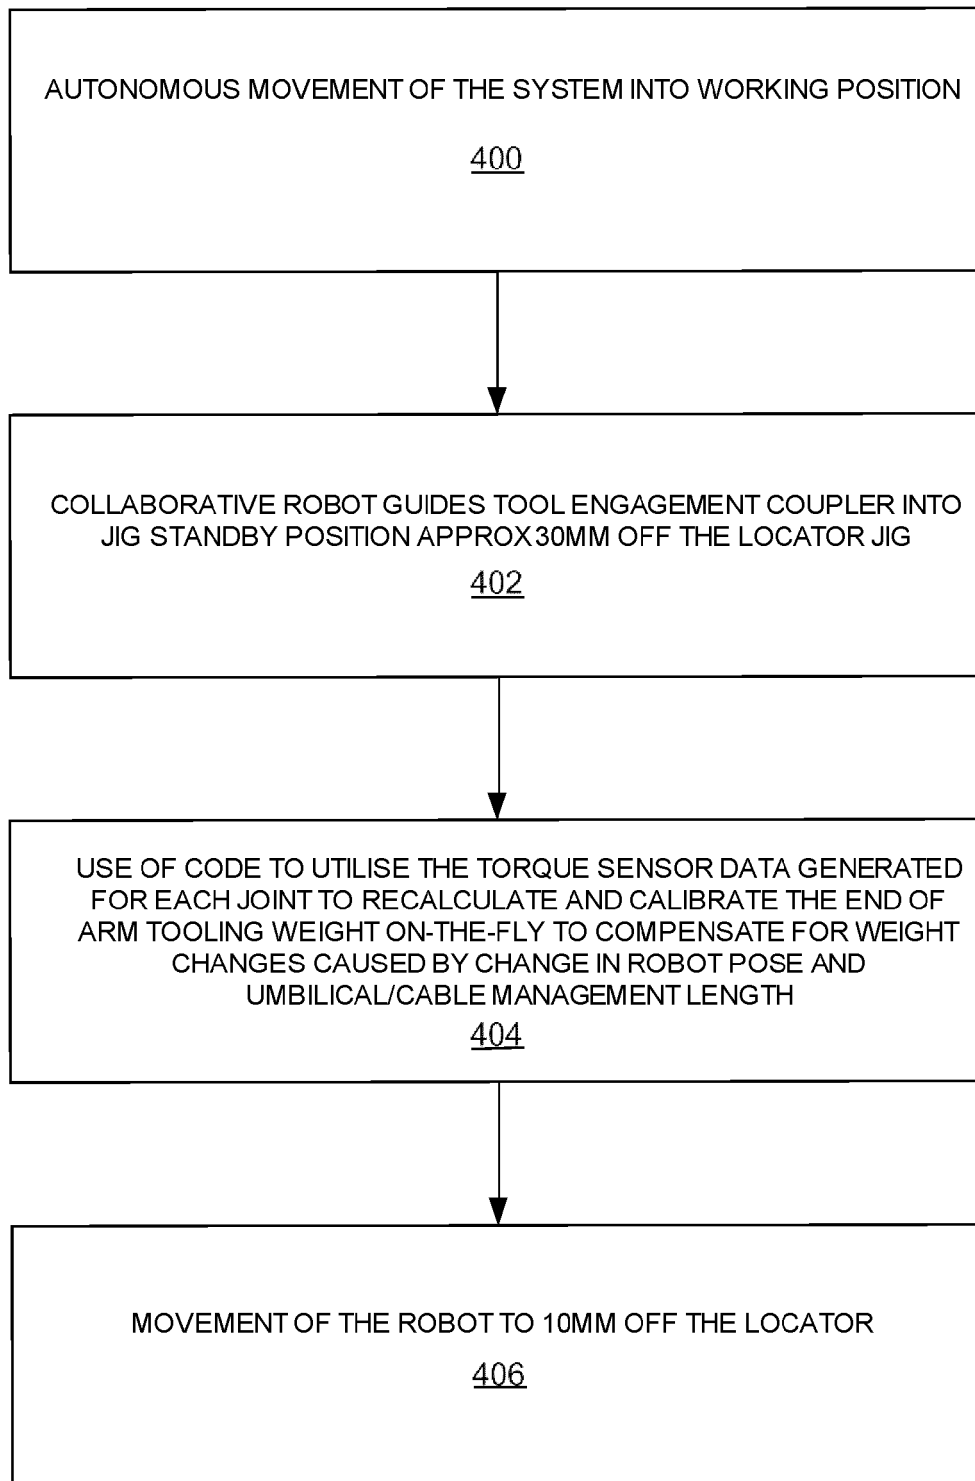 AUTONOMOUS MOVEMENT OF THE SYSTEM INTO WORKING POSITION
400
COLLABORATIVE ROBOT GUIDES TOOL ENGAGEMENT COUPLER INTO
JIG STANDBY POSITION APPROX 30MM OFF THE LOCATOR JIG
402
USE OF CODE TO UTILISE THE TORQUE SENSOR DATA GENERATED
FOR EACH JOINT TO RECALCULATE AND CALIBRATE THE END OF
ARM TOOLING WEIGHT ON-THE-FLY TO COMPENSATE FOR WEIGHT
CHANGES CAUSED BY CHANGE IN ROBOT POSE AND
UMBILICAL/CABLE MANAGEMENT LENGTH
404
MOVEMENT OF THE ROBOT TO 10MM OFF THE LOCATOR
406